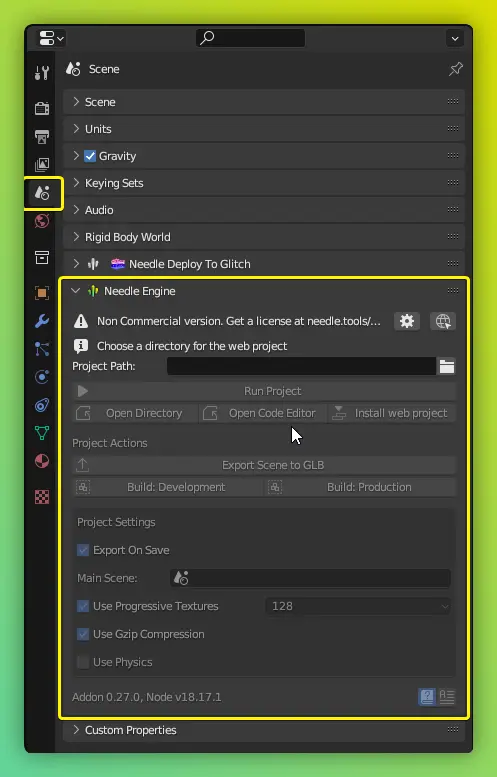 Scene
Scene
Units
Gravity
Keying Sets
Audio
Rigid Body World
Needle Deploy To Glitch
Needle Engine
Non Commercial version. Get a license at needle.tools/...
Choose a directory for the web project
Project Path:
Run Project
Open Directory Open Code Editor Install web project
Project Actions
Export Scene to GLB
Build: Development Build: Production
Project Settings
Export On Save
Main Scene:
Use Progressive Textures 128
Use Gzip Compression
Use Physics
Addon 0.27.0, Node v18.17.1
Custom Properties